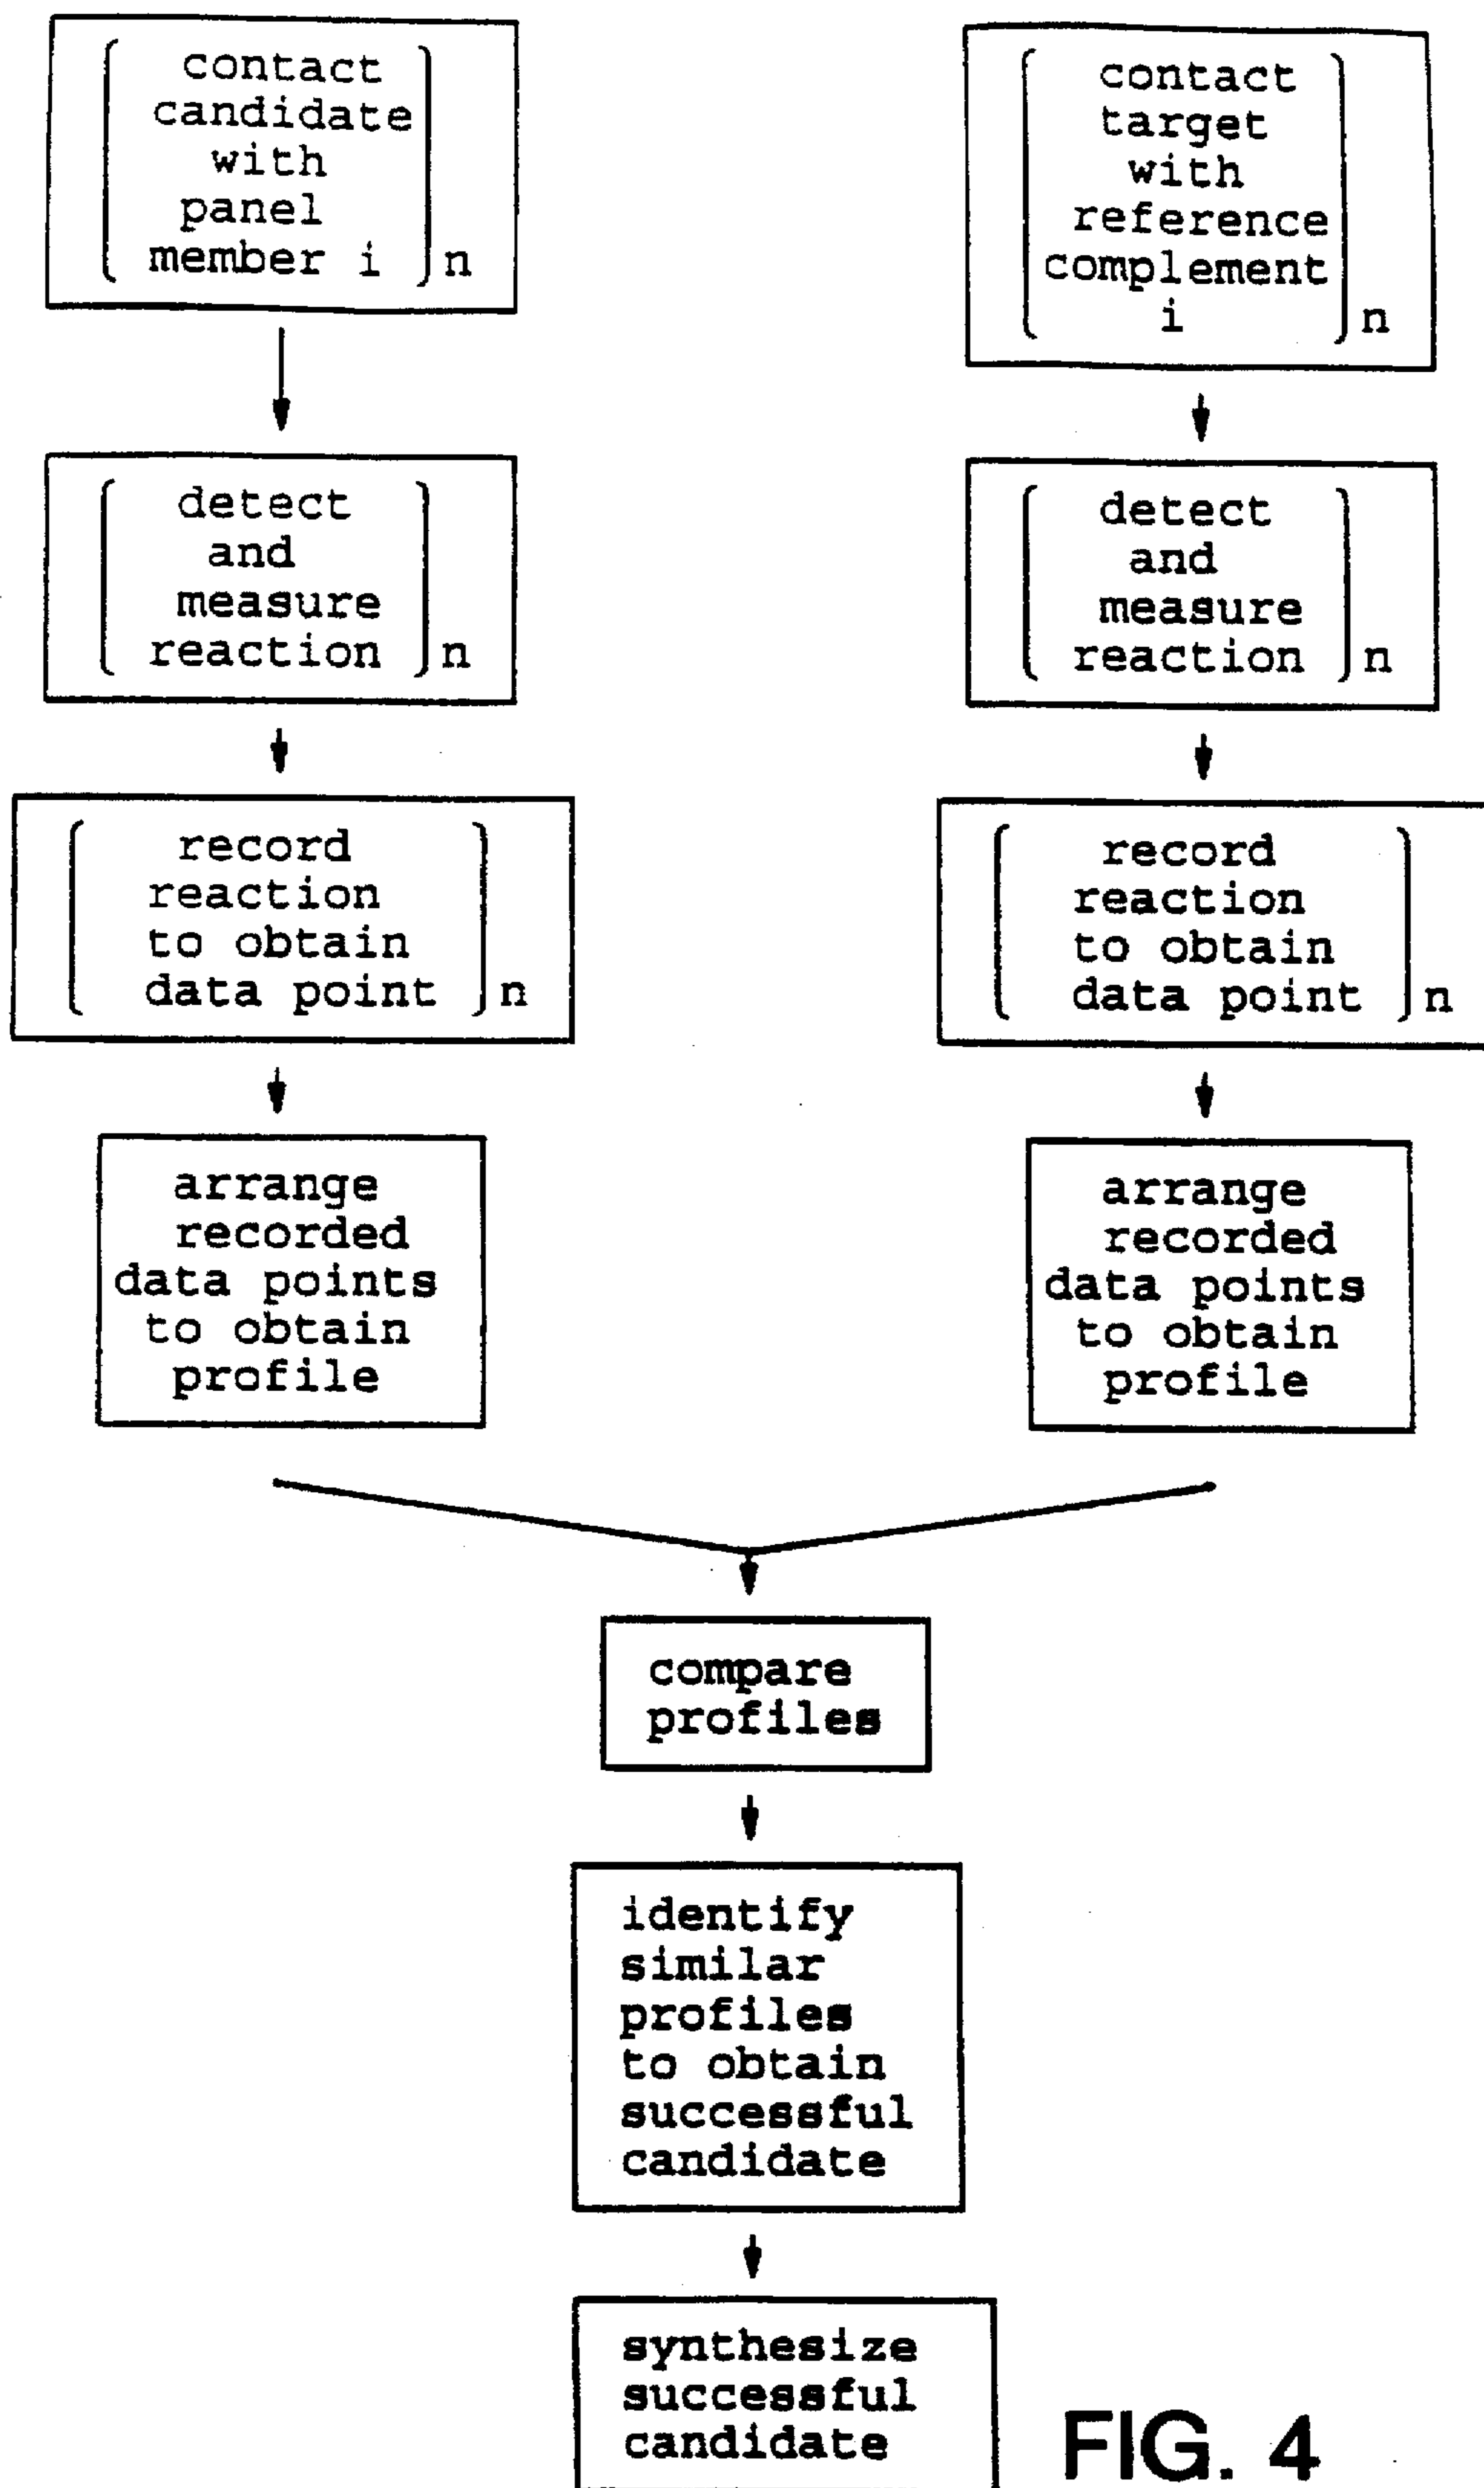 contact
candidate
with
panel
member i
n
detect
and
measure
reaction
n
record
reaction
to obtain
data point
n
arrange
recorded
data points
to obtain
profile
contact
target
with
reference
complement
i
n
detect
and
measure
reaction
n
record
reaction
to obtain
data point
n
arrange
recorded
data points
to obtain
profile
compare
profiles
identify
similar
profiles
to obtain
successful
candidate
synthesize
successful
candidate
FIG. 4